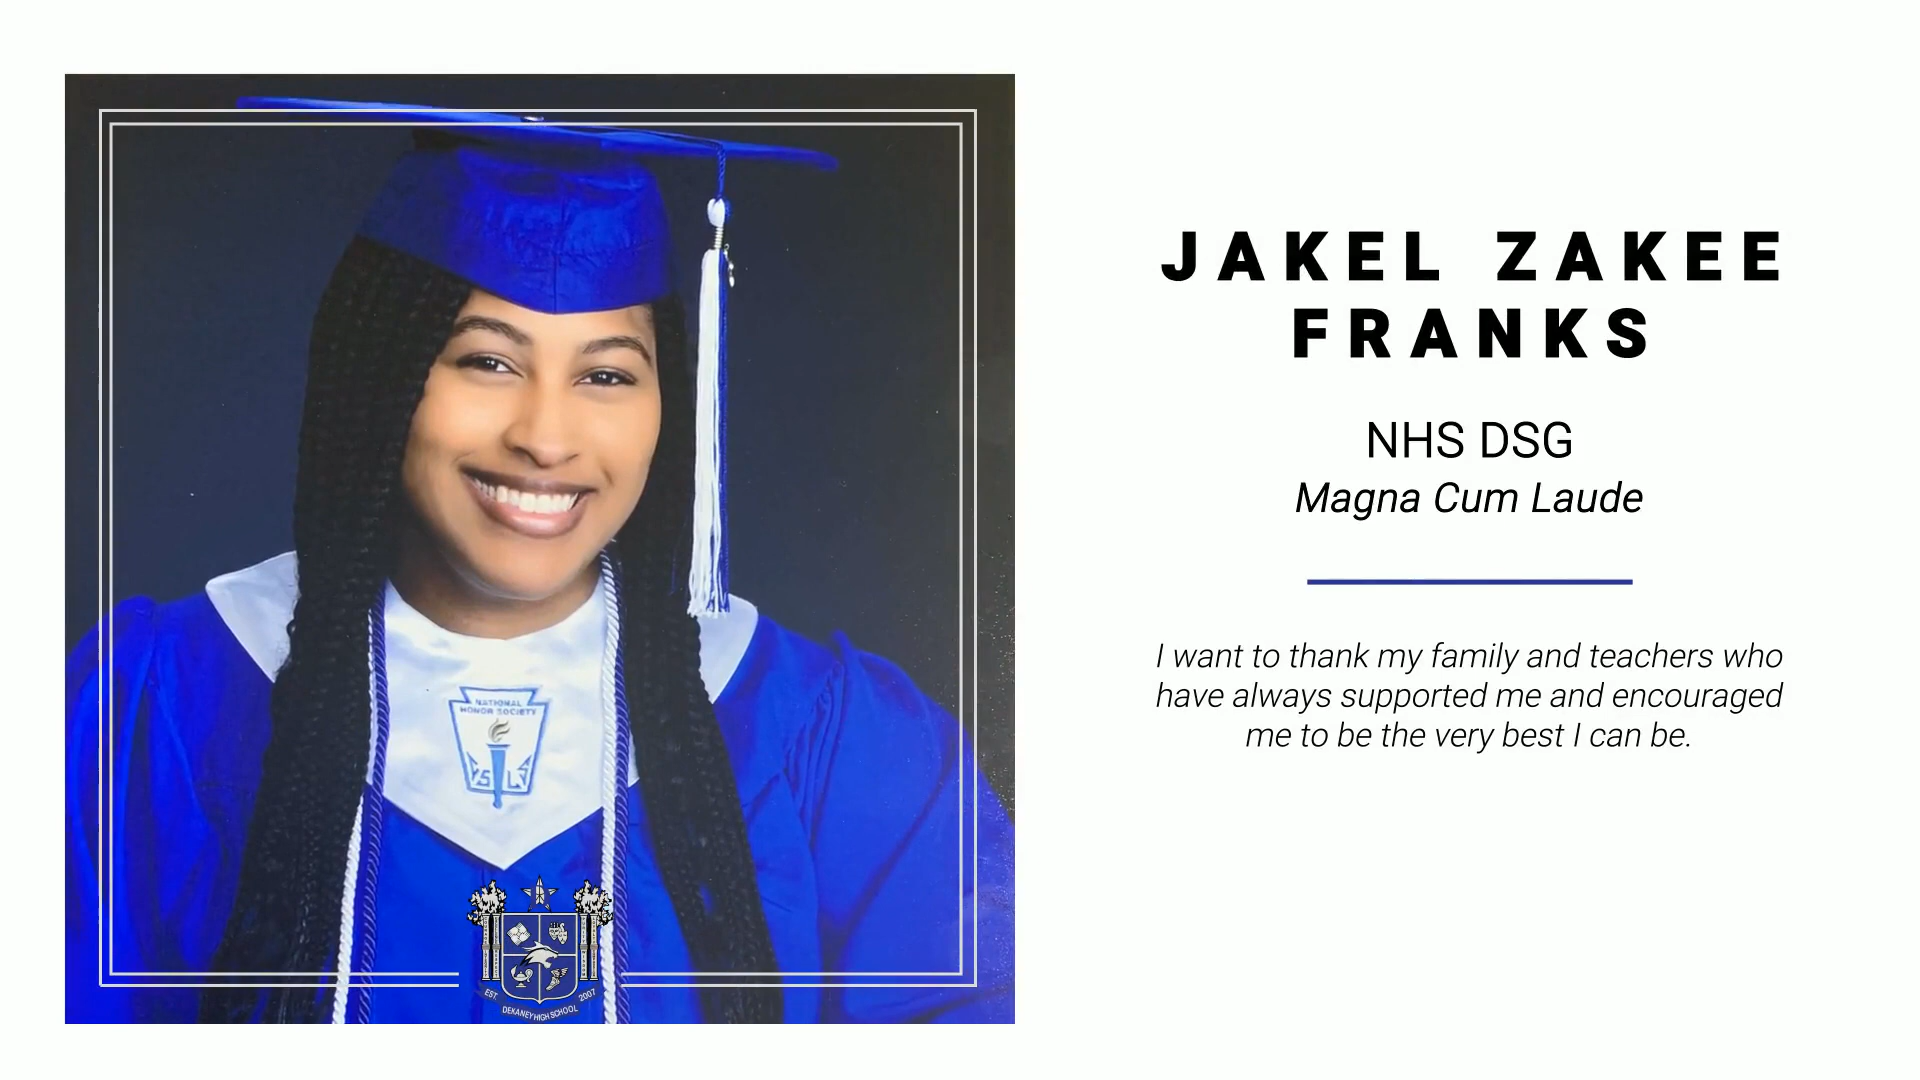 JAKEL ZAKEE
FRANKS
NHS DSG
Magna Cum Laude
I want to thank my family and teachers who
have always supported me and encouraged
me to be the very best I can be.
NATIONAL
HONOR SOCIETY
C S L S
EST. 2007
DEKANEY HIGH SCHOOL